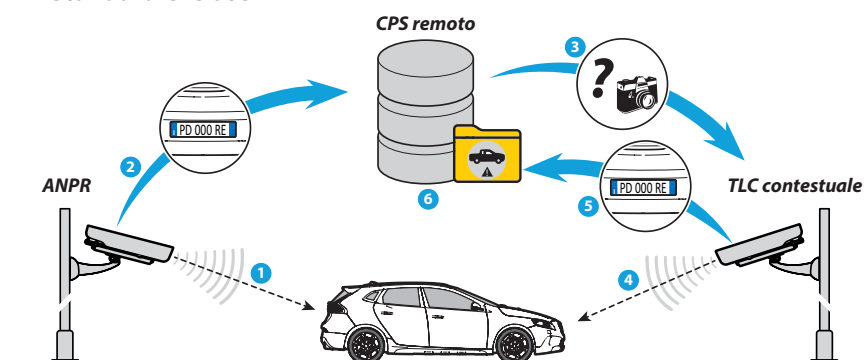 CPS remoto
3
?
PD 000 RE
2
ANPR
PD 000 RE
TLC contestuale
6
5
1
4